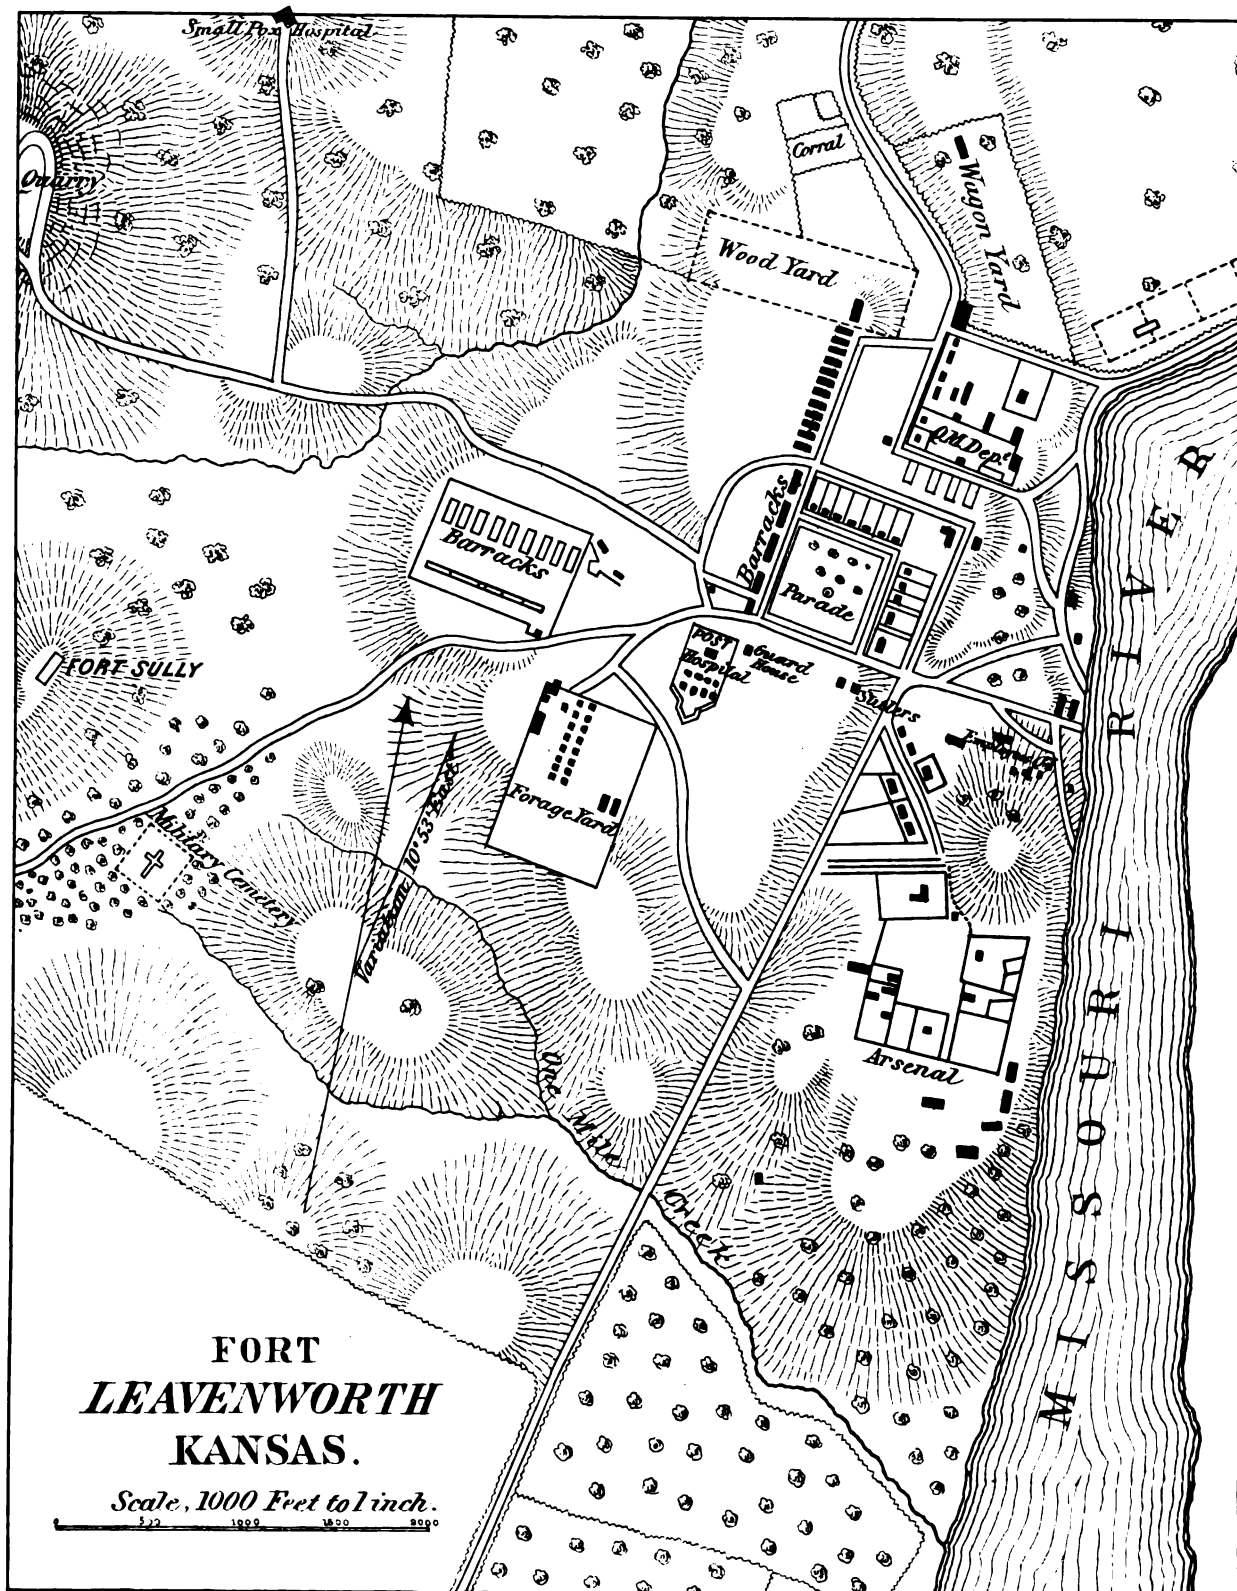 Small Pox Hospital
Quarry
Corral
Wagon Yard
Wood Yard
Q.M.Dept.
Barracks
Barracks
Parade
POST
Hospital
Guard
House
Sutlers
FORT SULLY
Forage Yard
Military Cemetery
Variation 10° 53' East
One Mile Creek
Arsenal
MISSOURI RIVER
FORT
LEAVENWORTH
KANSAS.
Scale, 1000 Feet to 1 inch.
500 1000 1500 2000